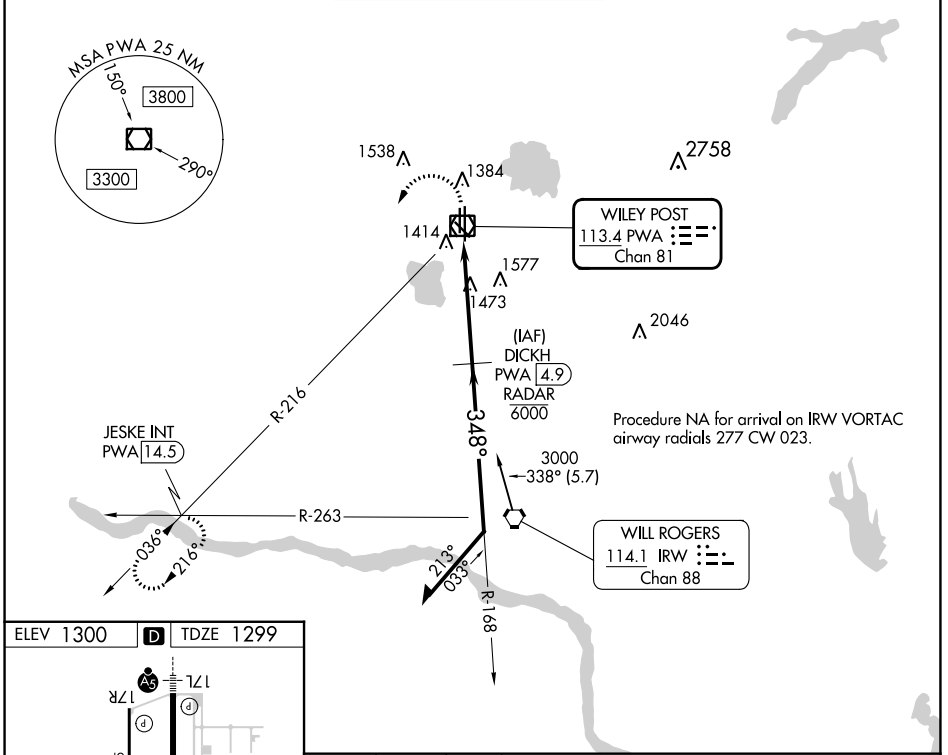 MSA PWA 25 NM
150°
3800
290°
3300
1538
1384
2758
1414
WILEY POST
113.4 PWA
Chan 81
1577
1473
2046
(IAF)
DICKH
PWA 4.9
RADAR
6000
R-216
348°
Procedure NA for arrival on IRW VORTAC
airway radials 277 CW 023.
JESKE INT
PWA 14.5
3000
338° (5.7)
R-263
WILL ROGERS
114.1 IRW
Chan 88
036°
216°
213°
033°
R-168
ELEV 1300
D
TDZE 1299
A5
17L
17R
P
P